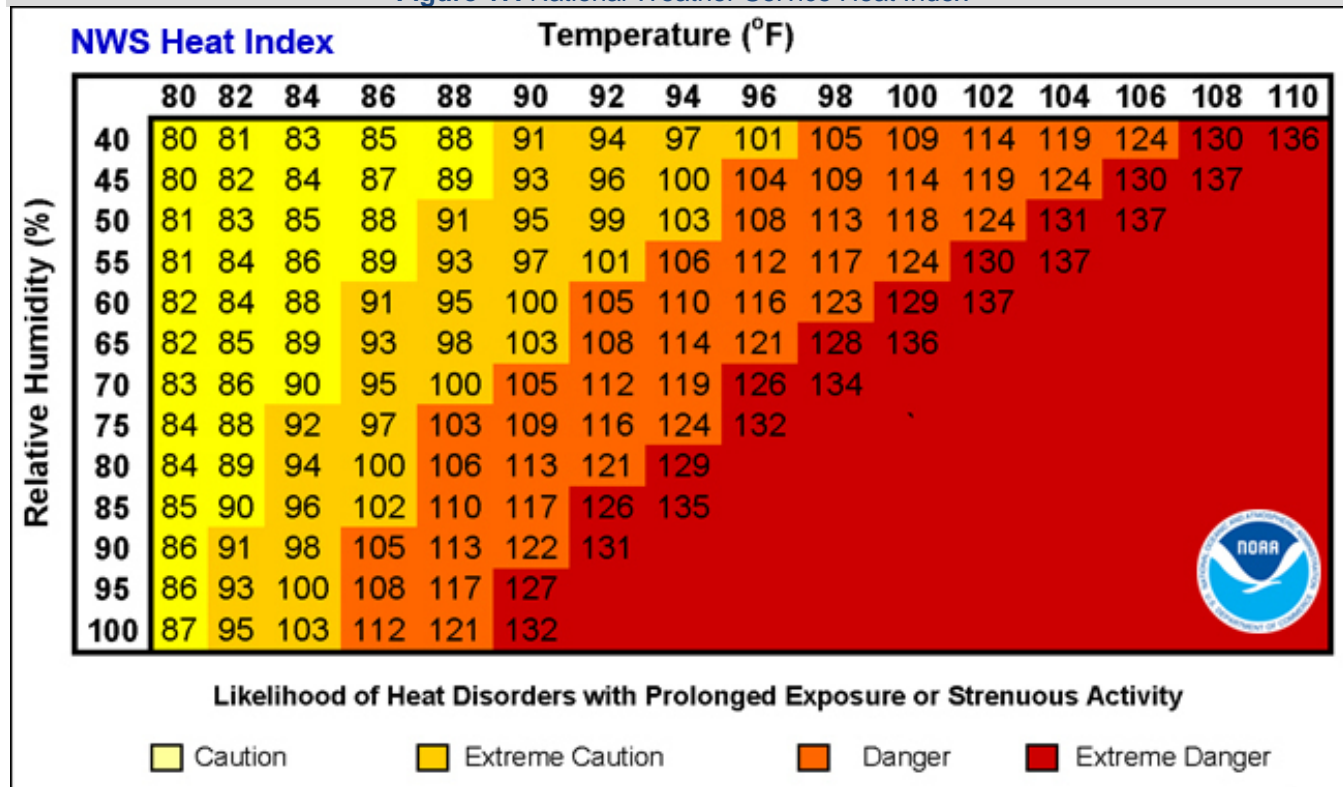 NWS Heat Index
Temperature (°F)
80 82 84 86 88 90 92 94 96 98 100 102 104 106 108 110
Relative Humidity (%)
40 80 81 83 85 88 91 94 97 101 105 109 114 119 124 130 136
45 80 82 84 87 89 93 96 100 104 109 114 119 124 130 137
50 81 83 85 88 91 95 99 103 108 113 118 124 131 137
55 81 84 86 89 93 97 101 106 112 117 124 130 137
60 82 84 88 91 95 100 105 110 116 123 129 137
65 82 85 89 93 98 103 108 114 121 128 136
70 83 86 90 95 100 105 112 119 126 134
75 84 88 92 97 103 109 116 124 132
80 84 89 94 100 106 113 121 129
85 85 90 96 102 110 117 126 135
90 86 91 98 105 113 122 131
95 86 93 100 108 117 127
100 87 95 103 112 121 132
NOAA
Likelihood of Heat Disorders with Prolonged Exposure or Strenuous Activity
Caution Extreme Caution Danger Extreme Danger